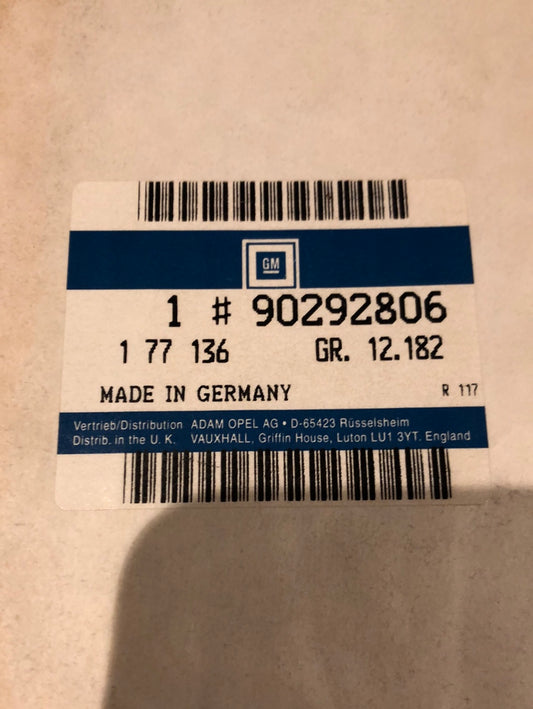 GM
1 # 90292806
1 77 136 GR. 12.182
MADE IN GERMANY R 117
Vertrieb/Distribution ADAM OPEL AG • D-65423 Rüsselsheim
Distrib. in the U. K. VAUXHALL, Griffin House, Luton LU1 3YT. England